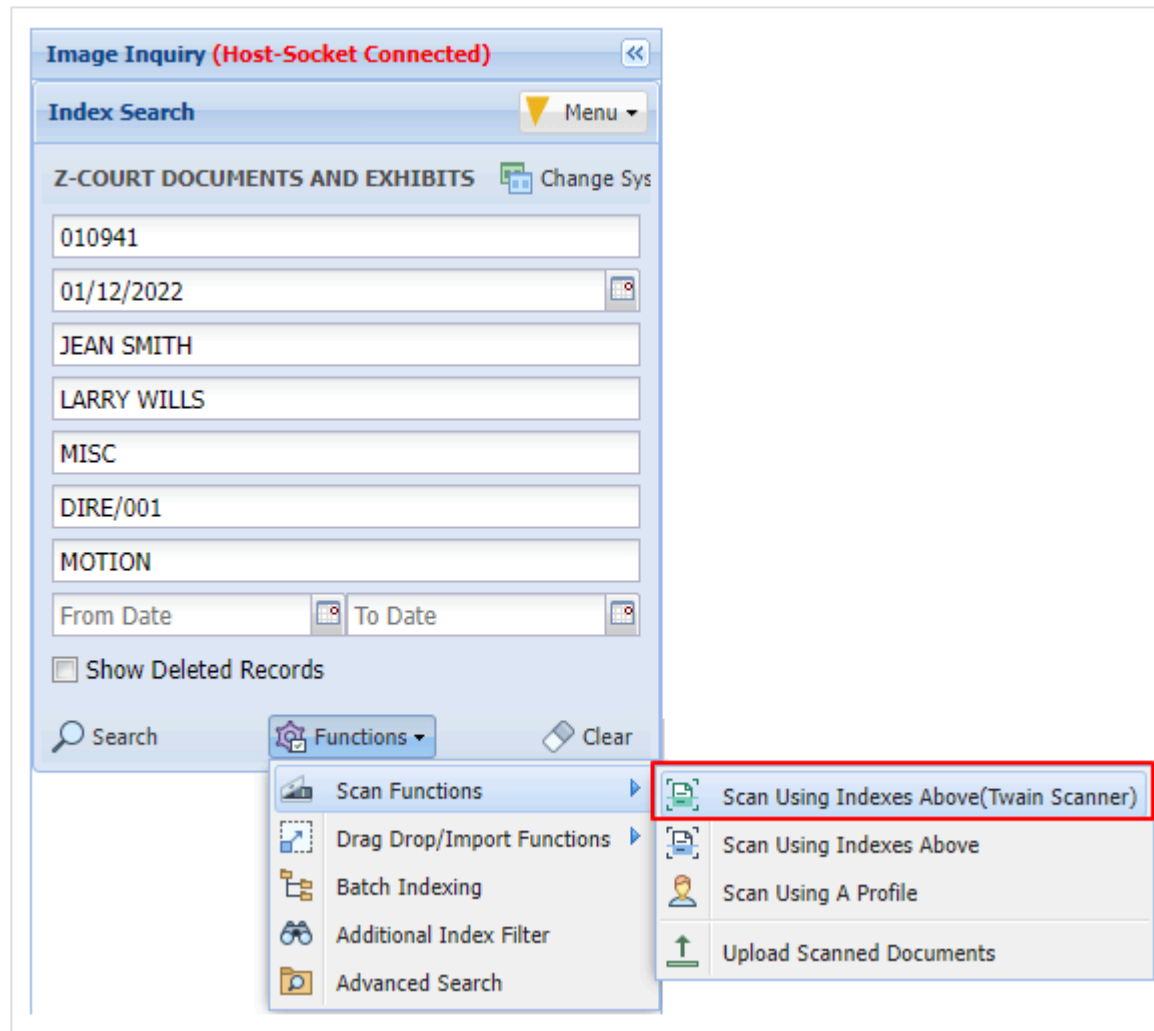 Image Inquiry (Host-Socket Connected)
Index Search Menu
Z-COURT DOCUMENTS AND EXHIBITS Change Sys
010941
01/12/2022
JEAN SMITH
LARRY WILLS
MISC
DIRE/001
MOTION
From Date To Date
Show Deleted Records
Search Functions Clear
Scan Functions
Drag Drop/Import Functions
Batch Indexing
Additional Index Filter
Advanced Search
Scan Using Indexes Above(Twain Scanner)
Scan Using Indexes Above
Scan Using A Profile
Upload Scanned Documents